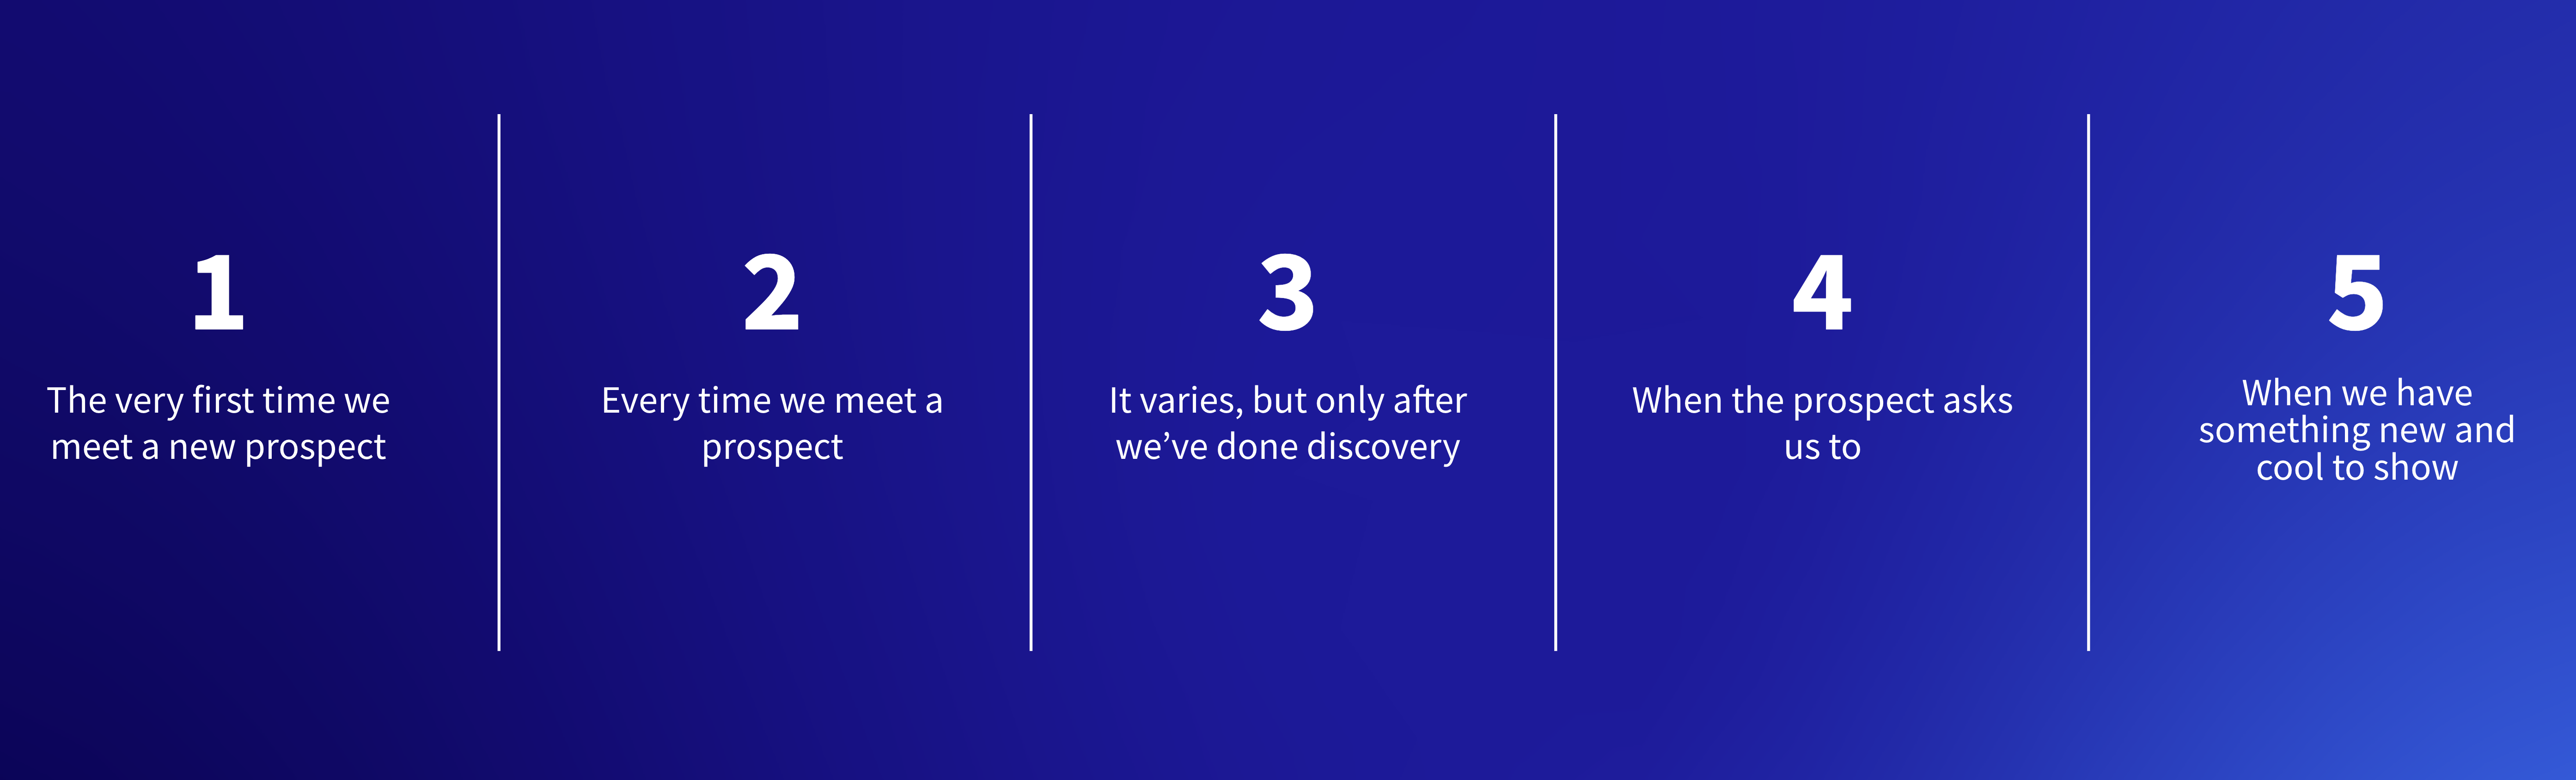 1
The very first time we
meet a new prospect
2
Every time we meet a
prospect
3
It varies, but only after
we’ve done discovery
4
When the prospect asks
us to
5
When we have
something new and
cool to show